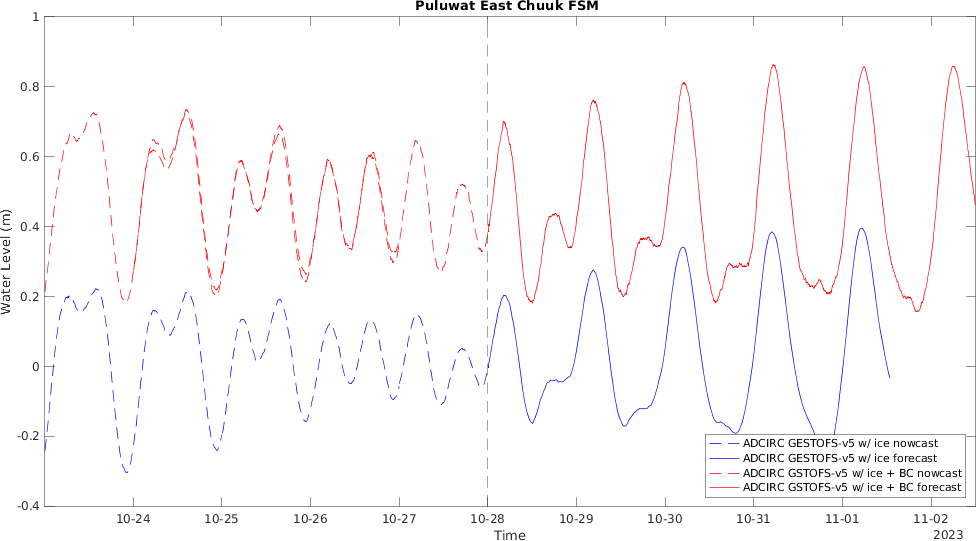 Puluwat East Chuuk FSM
1
0.8
0.6
0.4
0.2
0
-0.2
-0.4
Water Level (m)
10-24 10-25 10-26 10-27 10-28 10-29 10-30 10-31 11-01 11-02
Time
2023
ADCIRC GESTOFS-v5 w/ ice nowcast
ADCIRC GESTOFS-v5 w/ ice forecast
ADCIRC GSTOFS-v5 w/ ice + BC nowcast
ADCIRC GSTOFS-v5 w/ ice + BC forecast